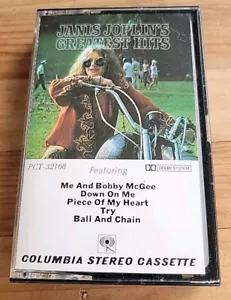 JANIS JOPLIN'S
GREATEST HITS
PCT-32168
Featuring
DOLBY SYSTEM
Me And Bobby McGee
Down On Me
Piece Of My Heart
Try
Ball And Chain
COLUMBIA STEREO CASSETTE